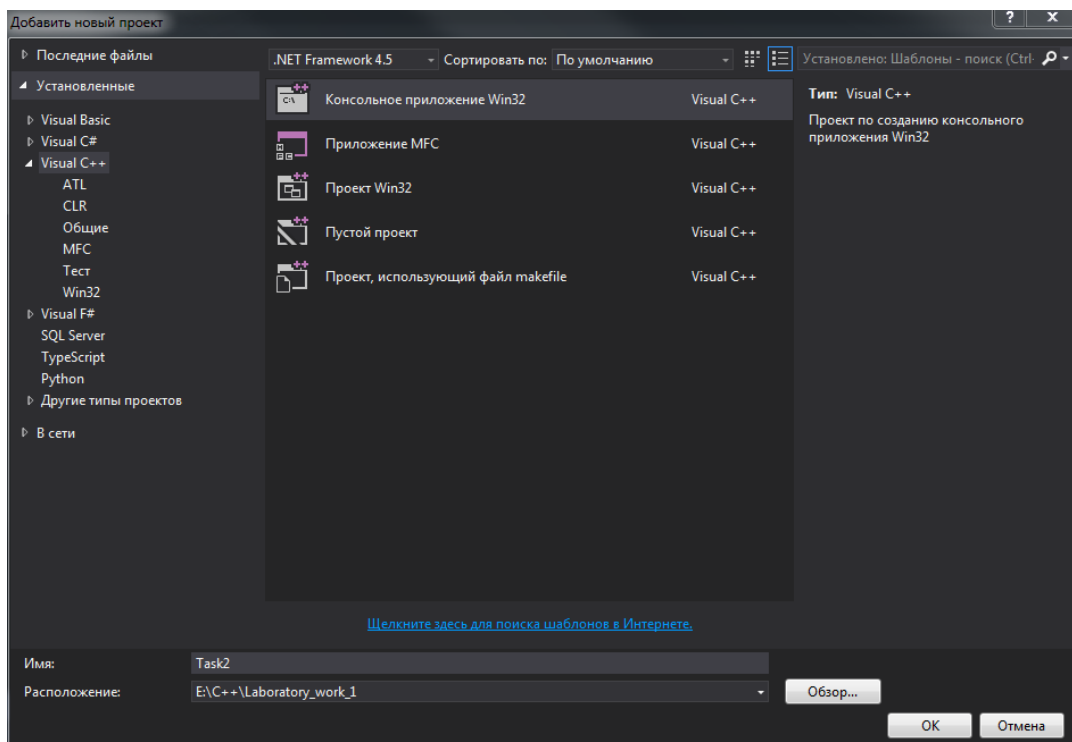 Добавить новый проект
Последние файлы
Установленные
Visual Basic
Visual C#
Visual C++
ATL
CLR
Общие
MFC
Тест
Win32
Visual F#
SQL Server
TypeScript
Python
Другие типы проектов
В сети
.NET Framework 4.5 Сортировать по: По умолчанию
Консольное приложение Win32 Visual C++
Приложение MFC Visual C++
Проект Win32 Visual C++
Пустой проект Visual C++
Проект, использующий файл makefile Visual C++
Щелкните здесь для поиска шаблонов в Интернете.
Установлено: Шаблоны - поиск (Ctrl-
Тип: Visual C++
Проект по созданию консольного
приложения Win32
Имя: Task2
Расположение: E:\C++\Laboratory_work_1
Обзор...
OK Отмена